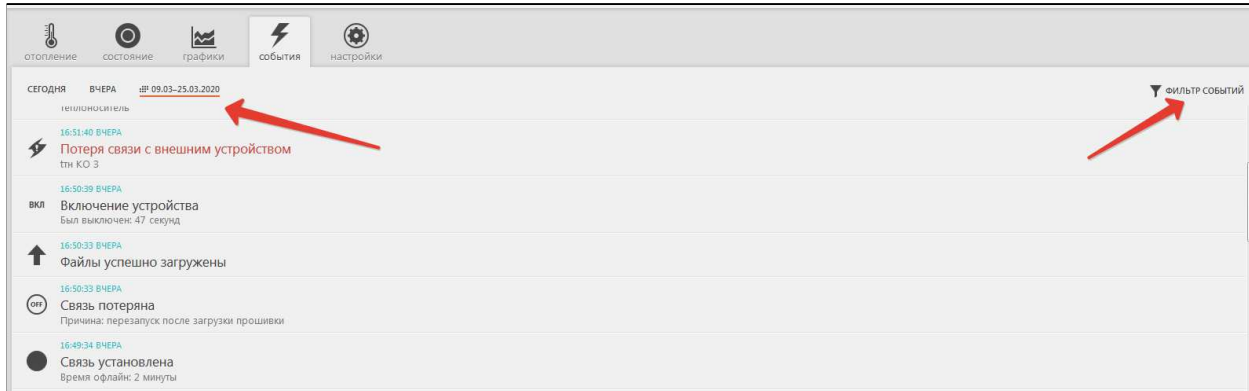 отопление состояние графики события настройки
СЕГОДНЯ ВЧЕРА 09.03–25.03.2020 ФИЛЬТР СОБЫТИЙ
теплоноситель
16:51:40 ВЧЕРА
Потеря связи с внешним устройством
tтн КО 3
16:50:39 ВЧЕРА
ВКЛ Включение устройства
Был выключен: 47 секунд
16:50:33 ВЧЕРА
Файлы успешно загружены
16:50:33 ВЧЕРА
OFF Связь потеряна
Причина: перезапуск после загрузки прошивки
16:49:34 ВЧЕРА
Связь установлена
Время офлайн: 2 минуты